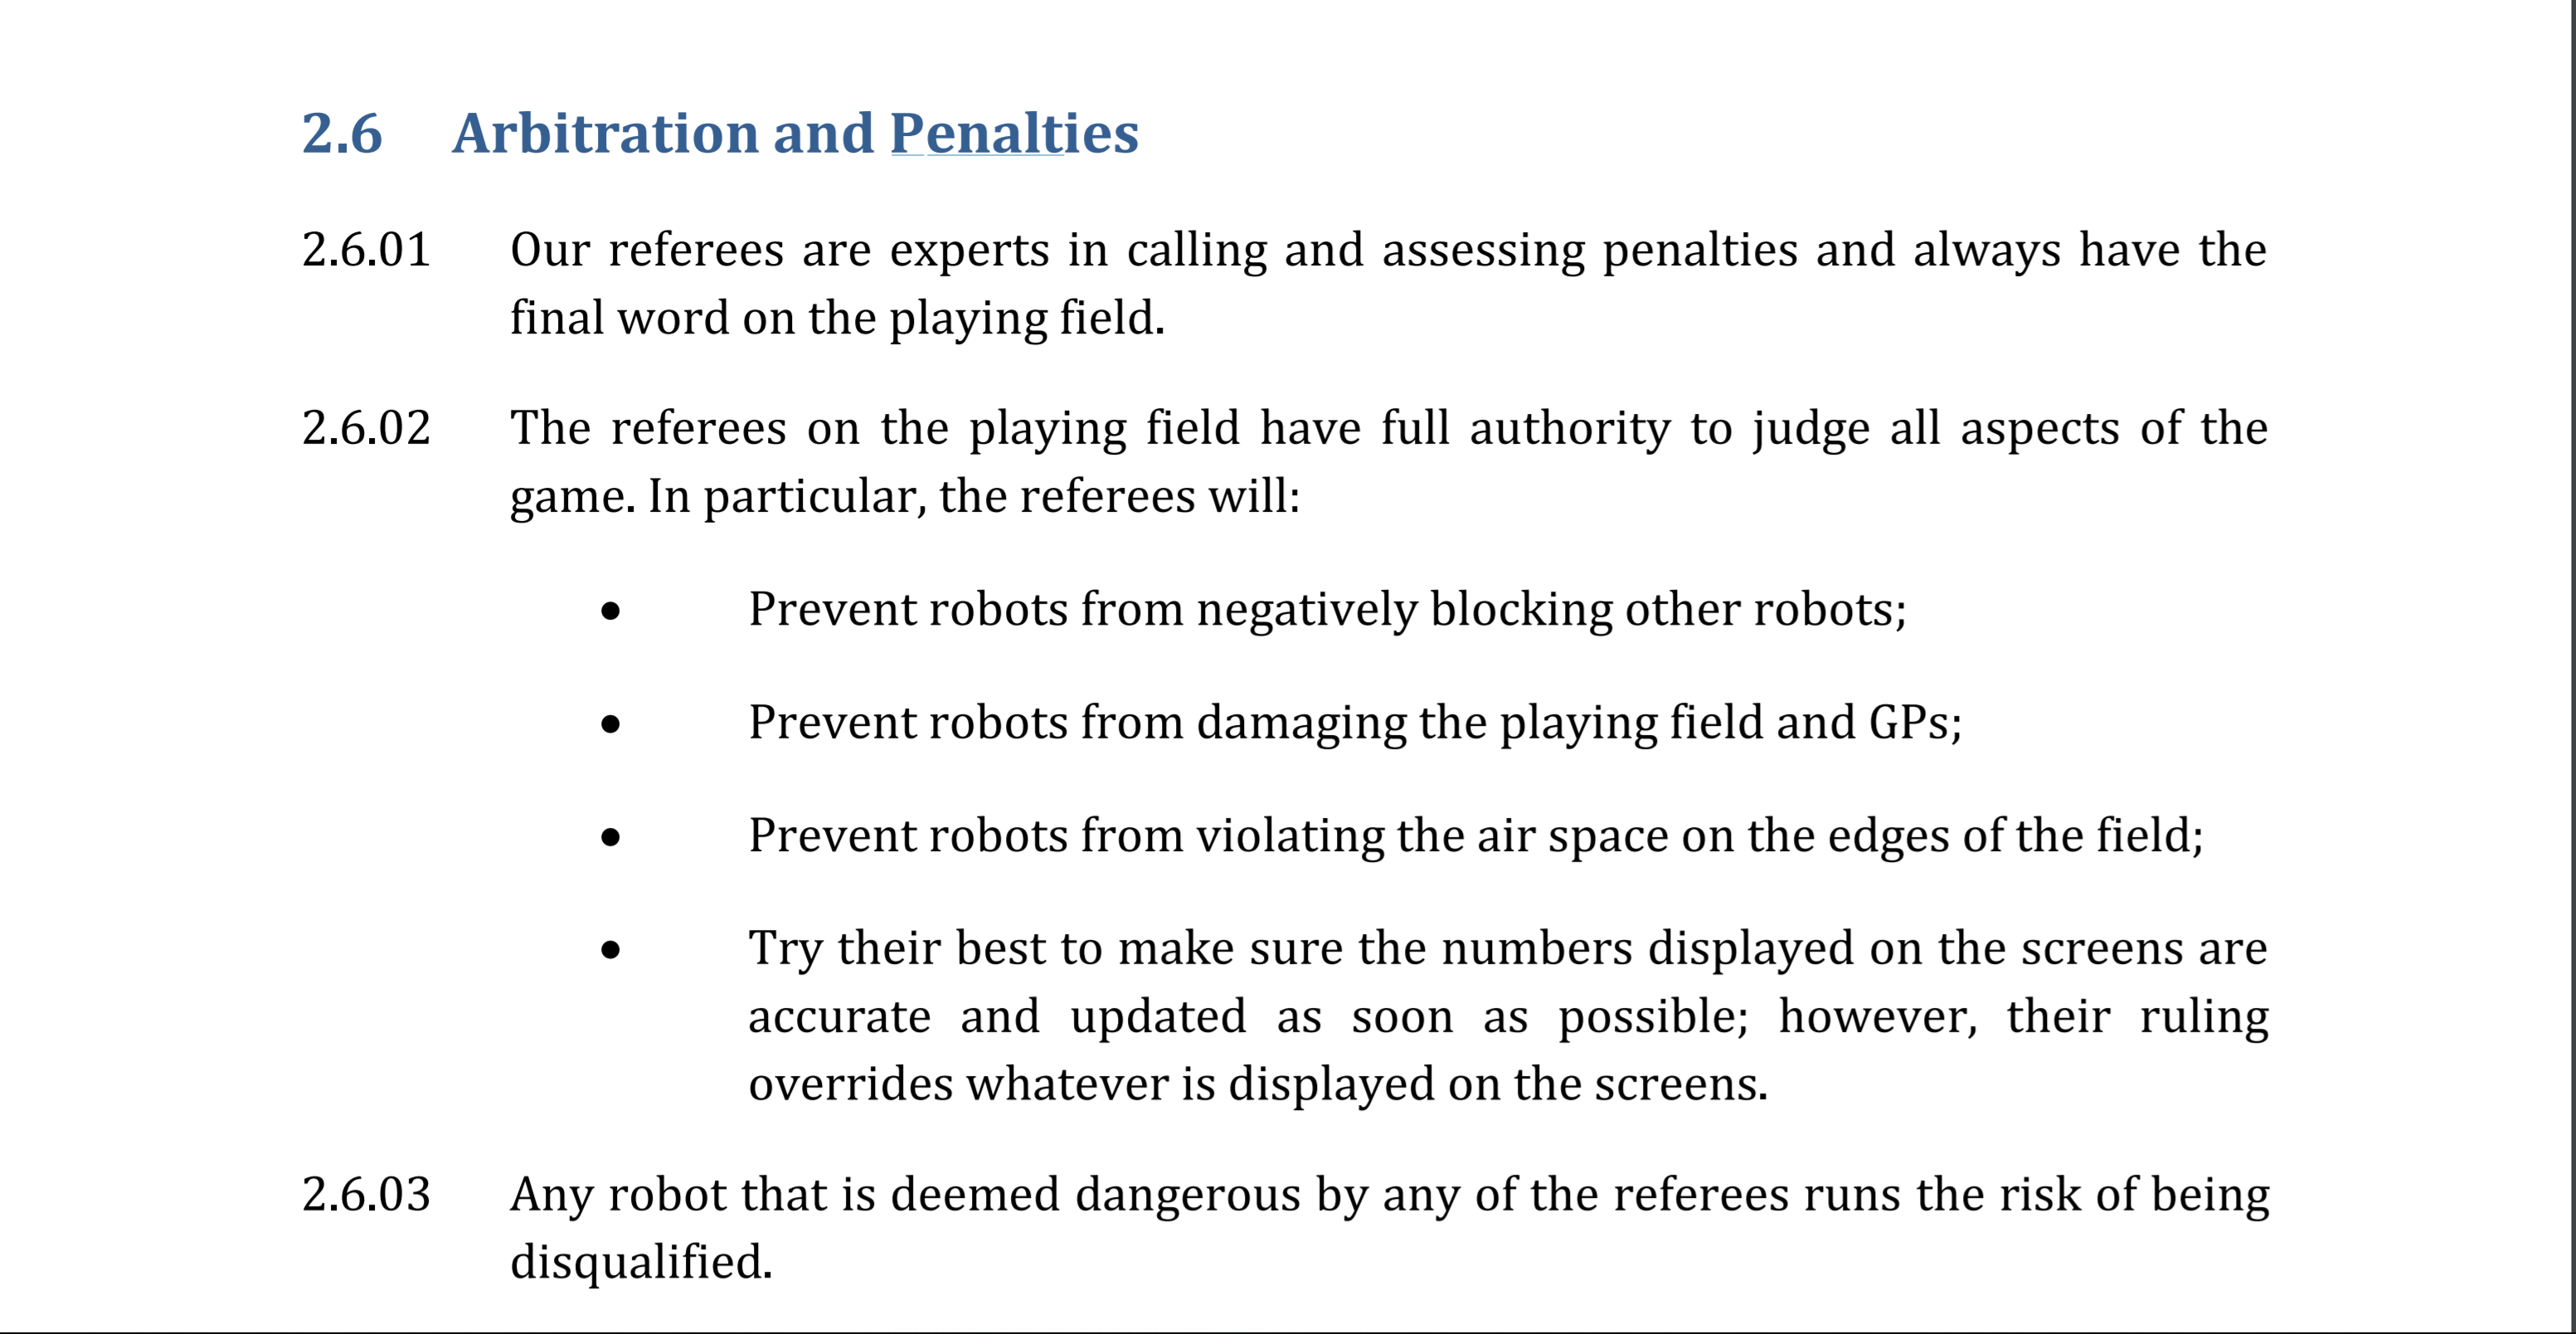 2.6 Arbitration and Penalties
2.6.01 Our referees are experts in calling and assessing penalties and always have the
final word on the playing field.
2.6.02 The referees on the playing field have full authority to judge all aspects of the
game. In particular, the referees will:
• Prevent robots from negatively blocking other robots;
• Prevent robots from damaging the playing field and GPs;
• Prevent robots from violating the air space on the edges of the field;
• Try their best to make sure the numbers displayed on the screens are
accurate and updated as soon as possible; however, their ruling
overrides whatever is displayed on the screens.
2.6.03 Any robot that is deemed dangerous by any of the referees runs the risk of being
disqualified.